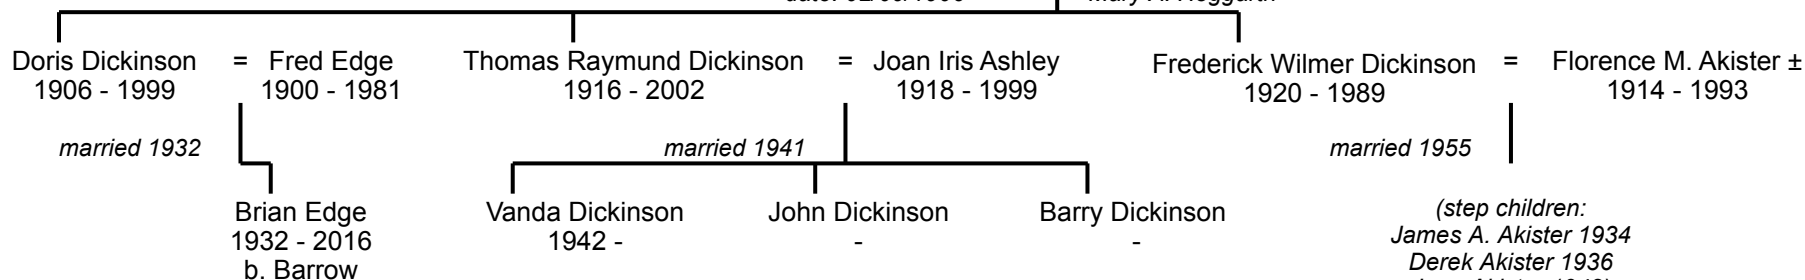 Doris Dickinson = Fred Edge Thomas Raymund Dickinson = Joan Iris Ashley Frederick Wilmer Dickinson = Florence M. Akister ±
1906 - 1999 1900 - 1981 1916 - 2002 1918 - 1999 1920 - 1989 1914 - 1993
married 1932 married 1941 married 1955
Brian Edge Vanda Dickinson John Dickinson Barry Dickinson (step children:
1932 - 2016 1942 - - - James A. Akister 1934
b. Barrow Derek Akister 1936